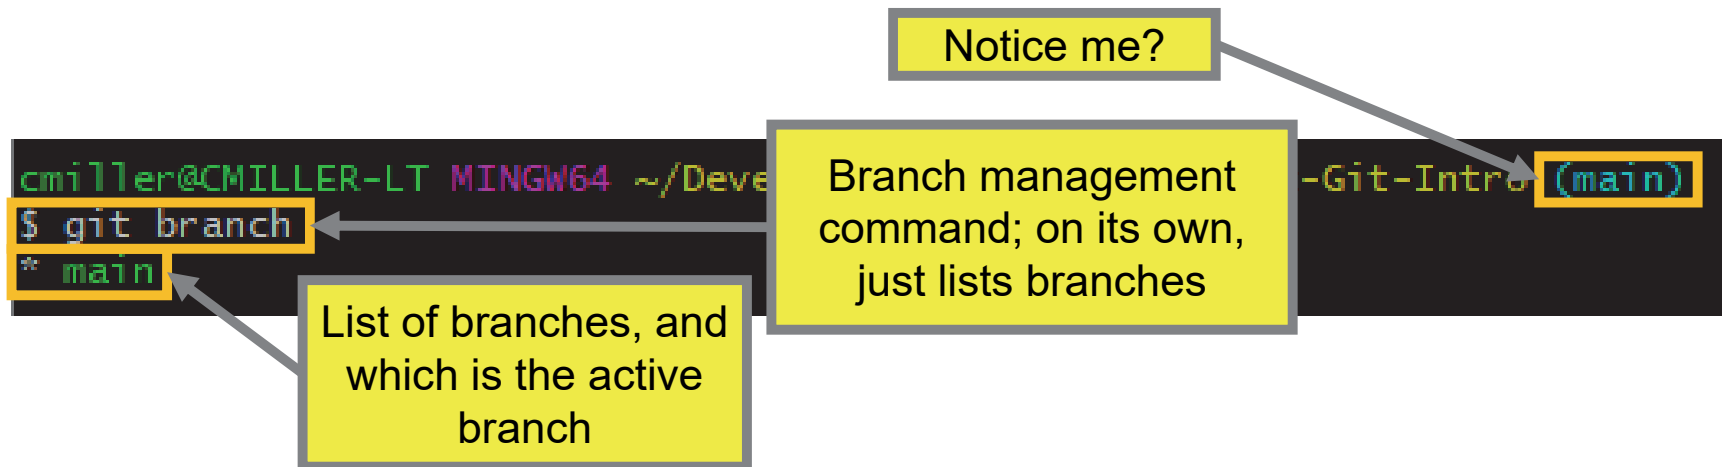 Notice me?
cmiller@CMILLER-LT MINGW64 ~/Deve
-Git-Intro (main)
$ git branch
* main
Branch management
command; on its own,
just lists branches
List of branches, and
which is the active
branch